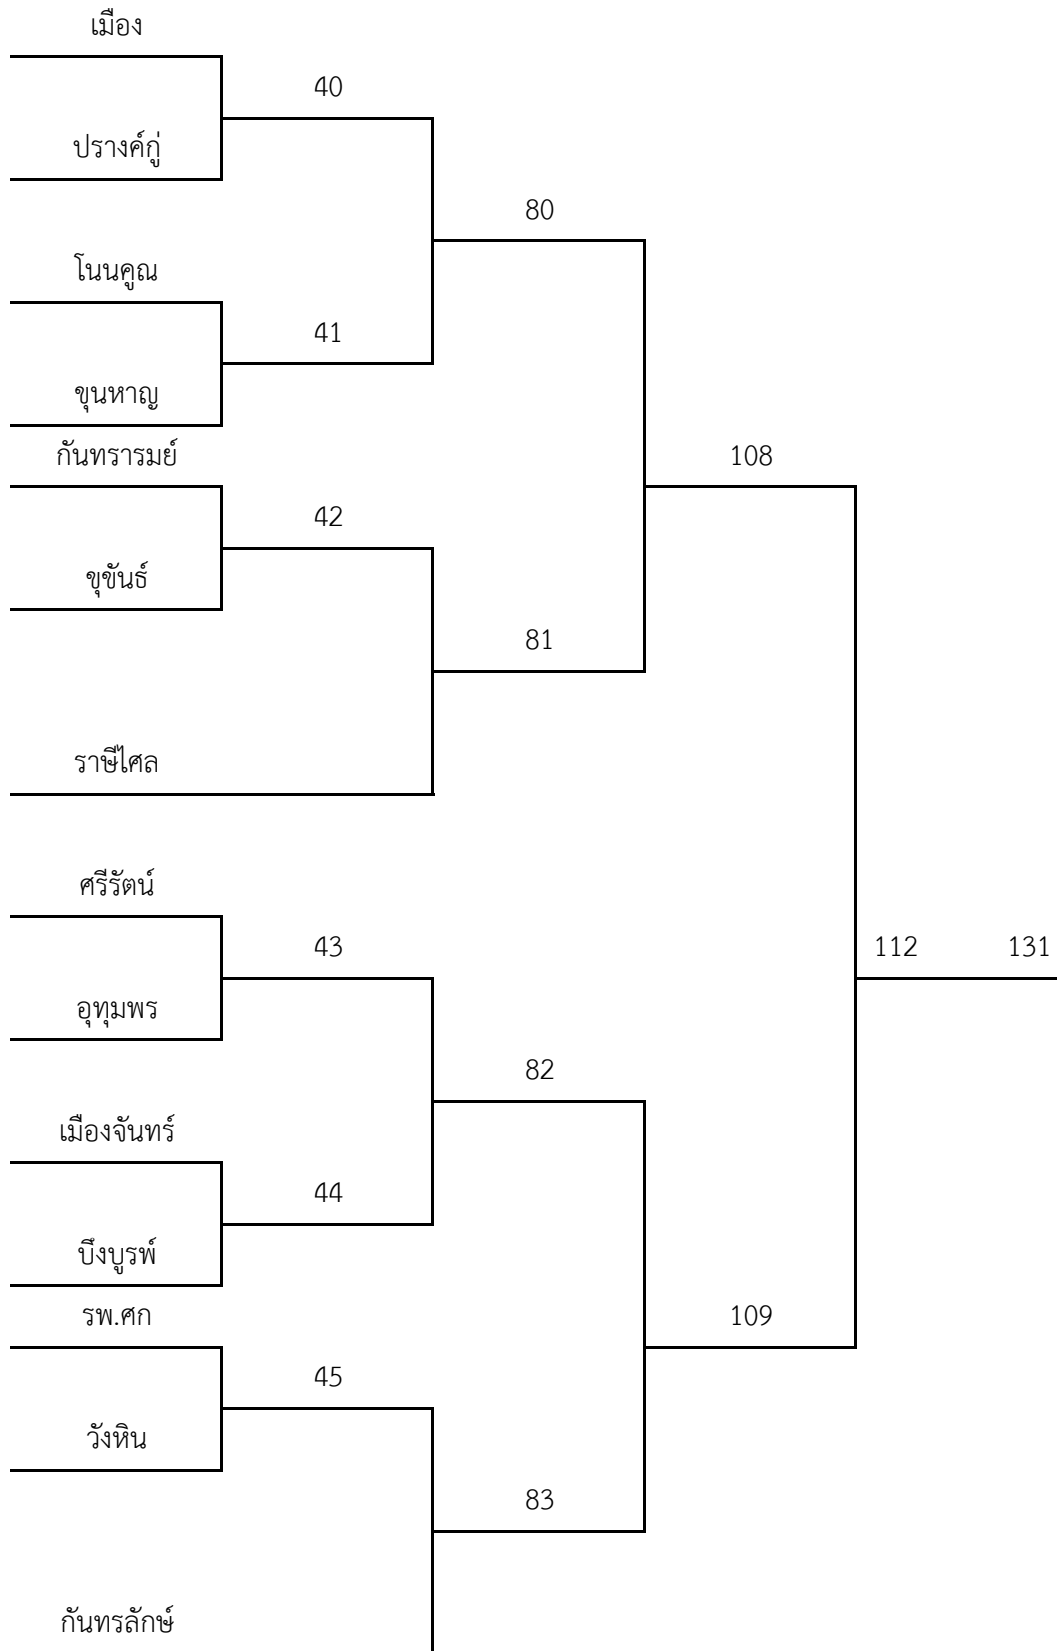 เมือง
40
ปรางค์กู่
80
โนนคูณ
41
ขุนหาญ
กันทรารมย์
108
42
ขุขันธ์
81
ราษีไศล
ศรีรัตน์
43
112 131
อุทุมพร
82
เมืองจันทร์
44
บึงบูรพ์
รพ.ศก
109
45
วังหิน
83
กันทรลักษ์